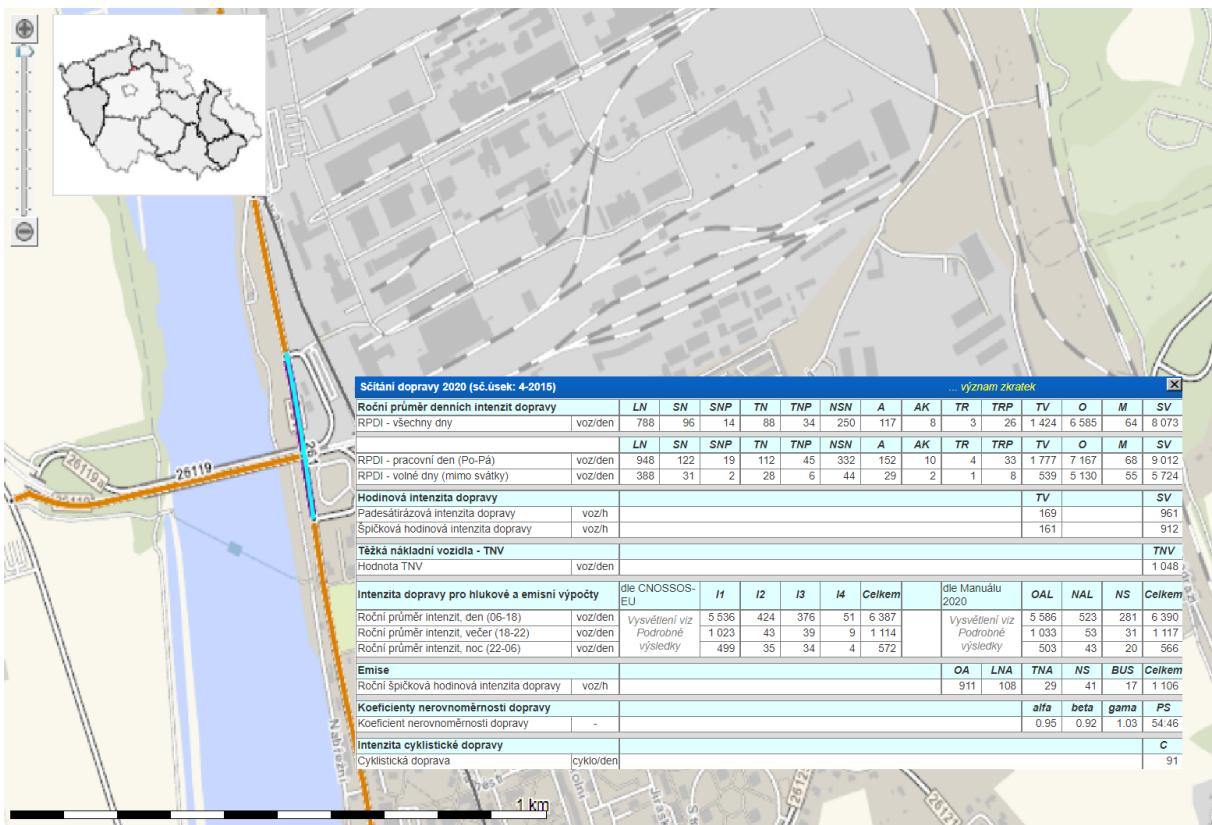 Sčítání dopravy 2020 (sč.úsek: 4-2015) ... význam zkratek
Roční průměr denních intenzit dopravy LN SN SNP TN TNP NSN A AK TR TRP TV O M SV
RPDI - všechny dny voz/den 788 96 14 88 34 250 117 8 3 26 1 424 6 585 64 8 073
LN SN SNP TN TNP NSN A AK TR TRP TV O M SV
RPDI - pracovní den (Po-Pá) voz/den 948 122 19 112 45 332 152 10 4 33 1 777 7 167 68 9 012
RPDI - volné dny (mimo svátky) voz/den 388 31 2 28 6 44 29 2 1 8 539 5 130 55 5 724
Hodinová intenzita dopravy TV SV
Padesátirázová intenzita dopravy voz/h 169 961
Špičková hodinová intenzita dopravy voz/h 161 912
Těžká nákladní vozidla - TNV TNV
Hodnota TNV voz/den 1 048
Intenzita dopravy pro hlukové a emisní výpočty dle CNOSSOS-EU I1 I2 I3 I4 Celkem dle Manuálu 2020 OAL NAL NS Celkem
Roční průměr intenzit, den (06-18) voz/den Vysvětlení viz Podrobné výsledky 5 536 424 376 51 6 387 Vysvětlení viz Podrobné výsledky 5 586 523 281 6 390
Roční průměr intenzit, večer (18-22) voz/den 1 023 43 39 9 1 114 1 033 53 31 1 117
Roční průměr intenzit, noc (22-06) voz/den 499 35 34 4 572 503 43 20 566
Emise OA LNA TNA NS BUS Celkem
Roční špičková hodinová intenzita dopravy voz/h 911 108 29 41 17 1 106
Koeficienty nerovnoměrnosti dopravy alfa beta gama PS
Koeficient nerovnoměrnosti dopravy - 0.95 0.92 1.03 54:46
Intenzita cyklistické dopravy C
Cyklistická doprava cyklo/den 91
26119a
26119
Nábřežní
1 km